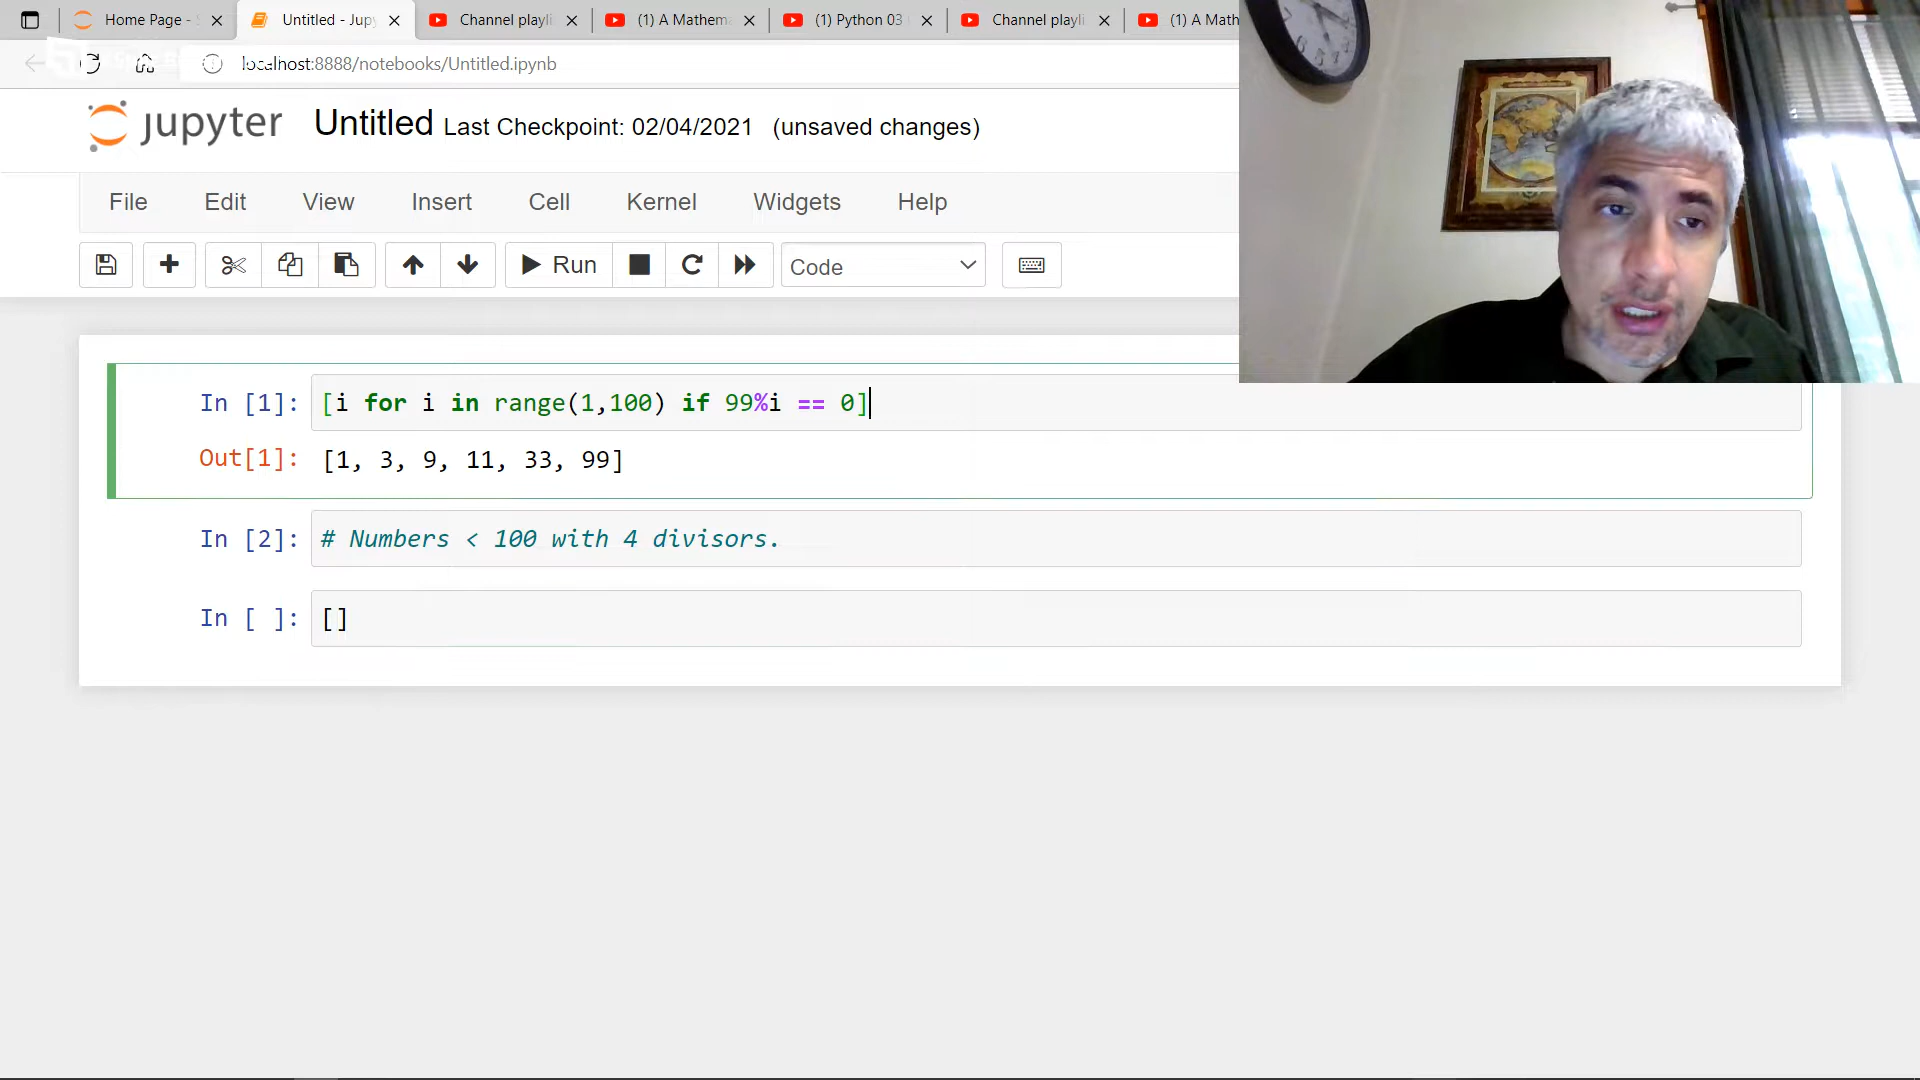 Home Page -
Untitled - Jupy
Channel playli
(1) A Mathema
(1) Python 03
Channel playli
(1) A Math
localhost:8888/notebooks/Untitled.ipynb
jupyter Untitled Last Checkpoint: 02/04/2021 (unsaved changes)
File Edit View Insert Cell Kernel Widgets Help
Run Code
In [1]: [i for i in range(1,100) if 99%i == 0]
Out[1]: [1, 3, 9, 11, 33, 99]
In [2]: # Numbers < 100 with 4 divisors.
In [ ]: []